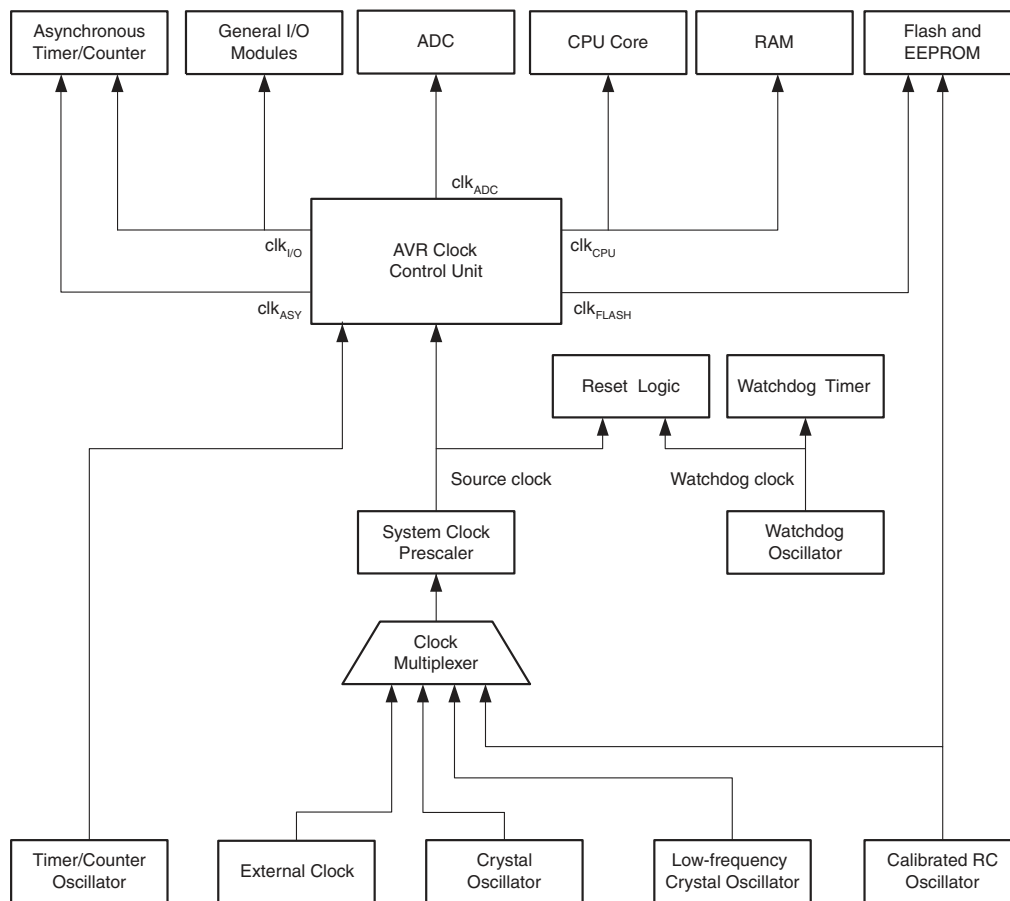 Asynchronous
Timer/Counter
General I/O
Modules
ADC
CPU Core
RAM
Flash and
EEPROM
clkADC
clkI/O
AVR Clock
Control Unit
clkCPU
clkASY
clkFLASH
Reset Logic
Watchdog Timer
Source clock
Watchdog clock
System Clock
Prescaler
Watchdog
Oscillator
Clock
Multiplexer
Timer/Counter
Oscillator
External Clock
Crystal
Oscillator
Low-frequency
Crystal Oscillator
Calibrated RC
Oscillator